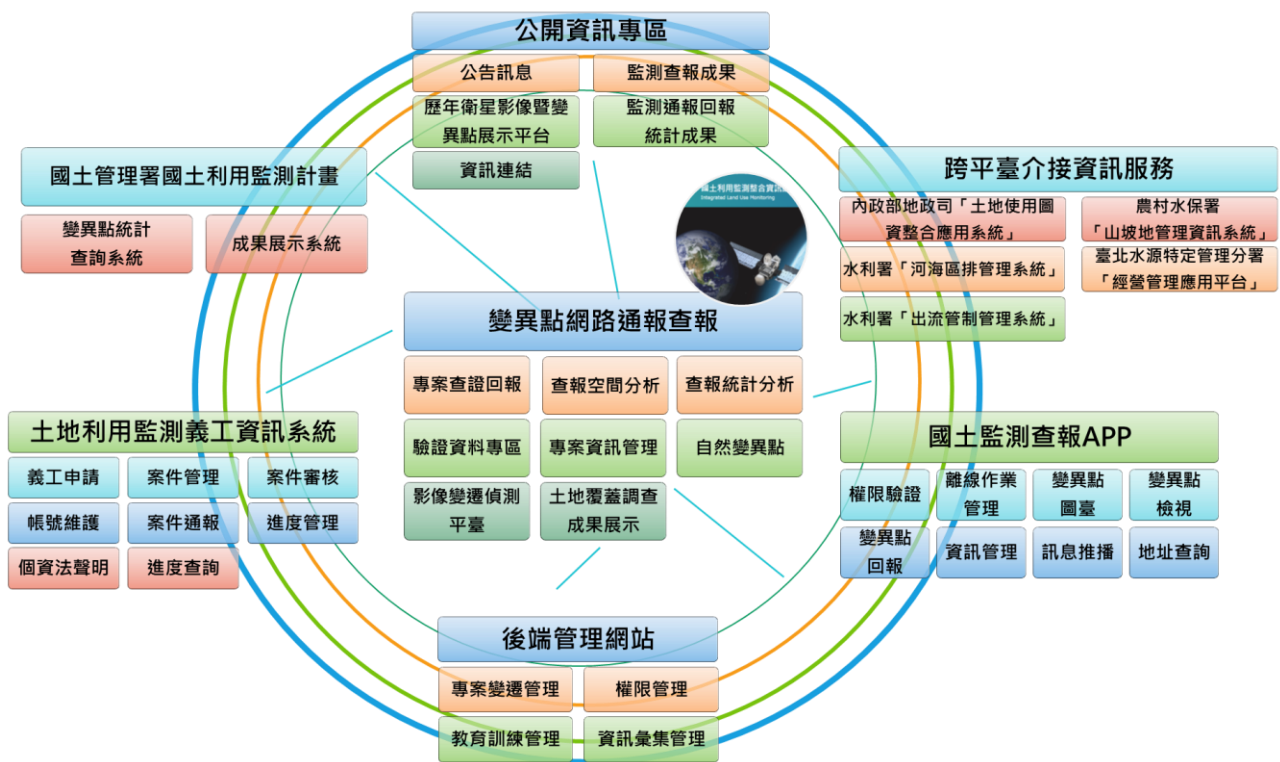 公開資訊專區
公告訊息
監測查報成果
歷年衛星影像暨變
異點展示平台
監測通報回報
統計成果
資訊連結
國土管理署國土利用監測計畫
變異點統計
查詢系統
成果展示系統
跨平臺介接資訊服務
內政部地政司「土地使用圖
資整合應用系統」
農村水保署
「山坡地管理資訊系統」
水利署「河海區排管理系統」
臺北水源特定管理分署
「經營管理應用平台」
水利署「出流管制管理系統」
國土利用監測整合資訊
Integrated Land Use Monitoring
變異點網路通報查報
專案查證回報
查報空間分析
查報統計分析
驗證資料專區
專案資訊管理
自然變異點
影像變遷偵測
平臺
土地覆蓋調查
成果展示
土地利用監測義工資訊系統
義工申請
案件管理
案件審核
帳號維護
案件通報
進度管理
個資法聲明
進度查詢
國土監測查報APP
權限驗證
離線作業
管理
變異點
圖臺
變異點
檢視
變異點
回報
資訊管理
訊息推播
地址查詢
後端管理網站
專案變遷管理
權限管理
教育訓練管理
資訊彙集管理